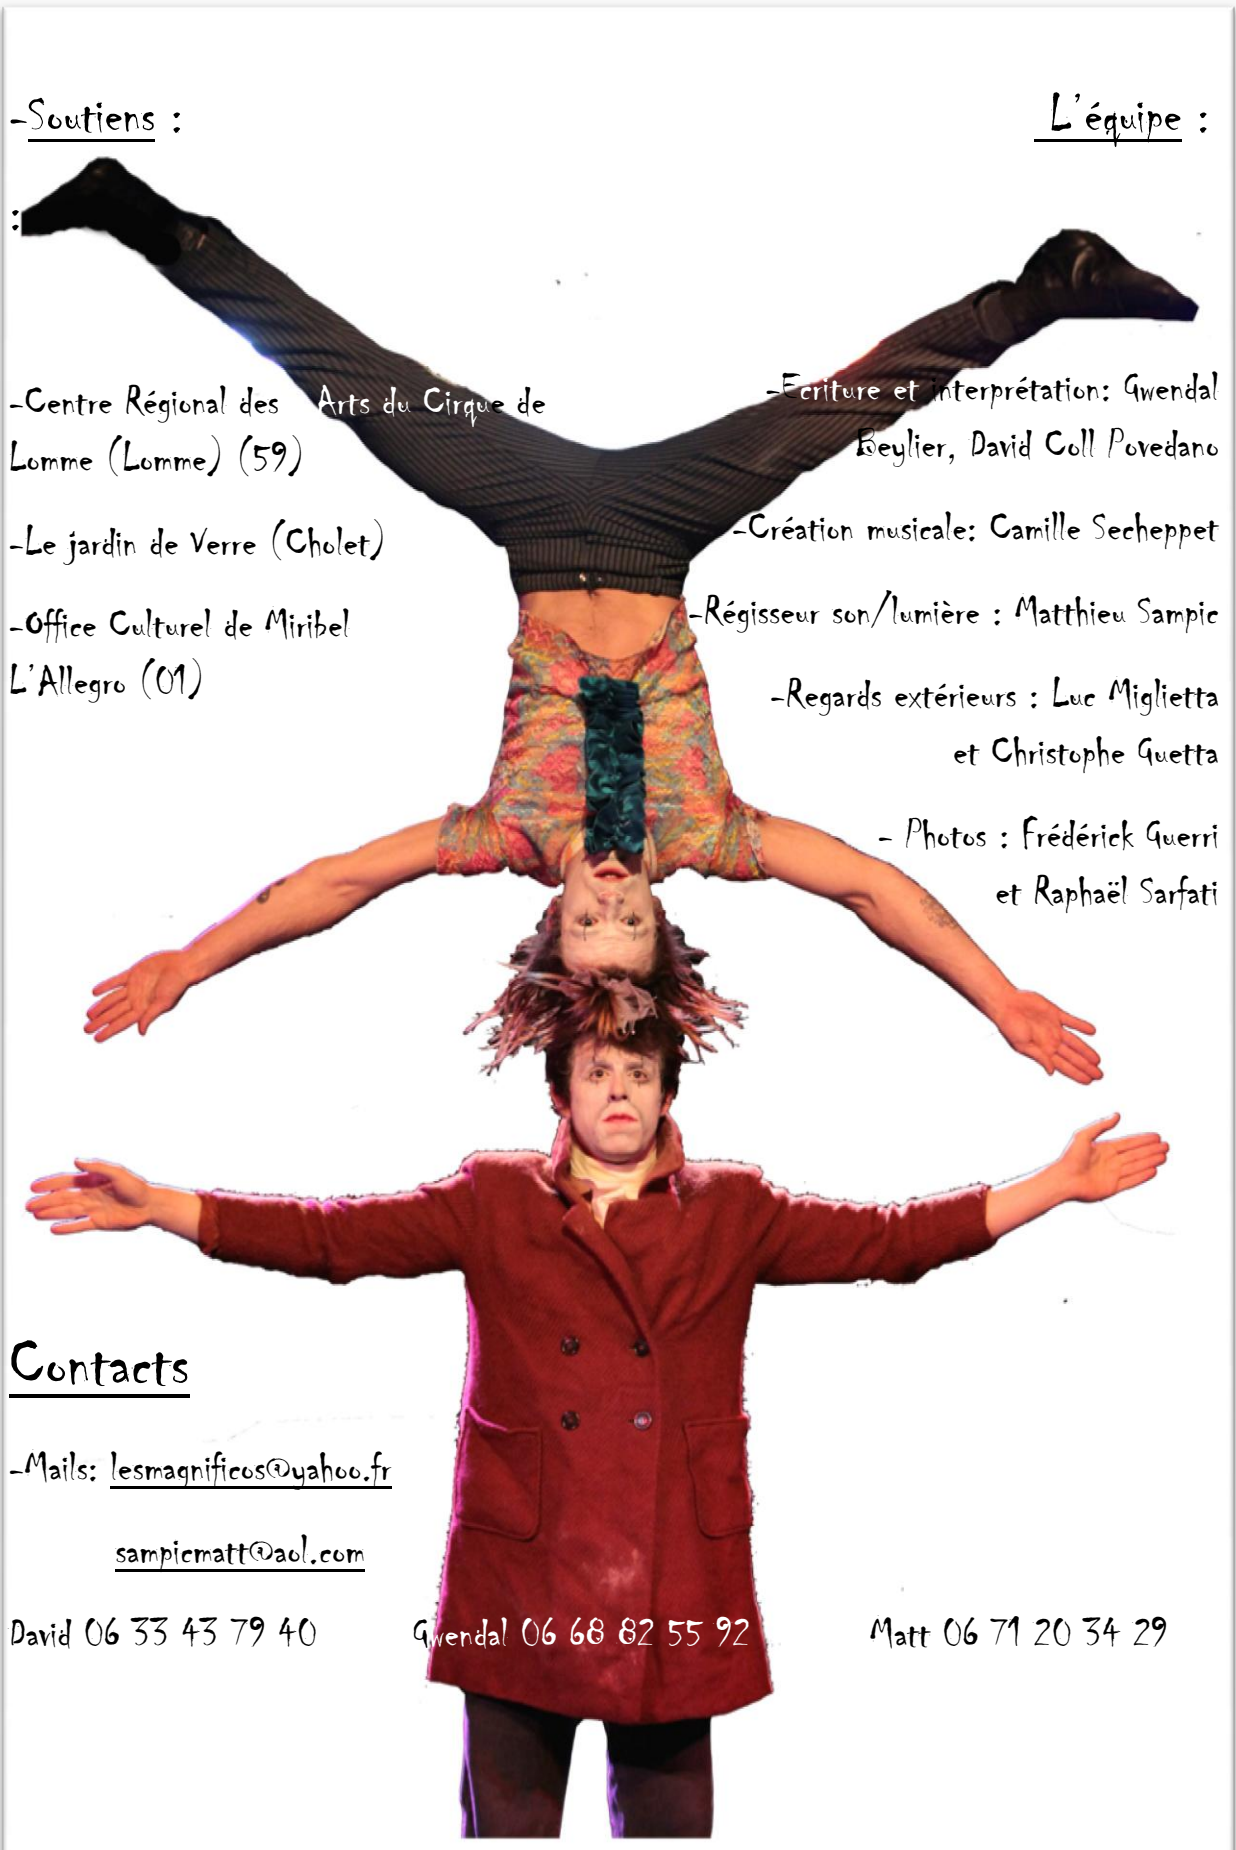 -Soutiens :
:
-Centre Régional des Arts du Cirque de
Lomme (Lomme) (59)
-Le jardin de Verre (Cholet)
-Office Culturel de Miribel
L'Allegro (01)
L'équipe :
-Ecriture et interprétation: Gwendal
Beylier, David Coll Povedano
-Création musicale: Camille Secheppet
-Régisseur son/lumière : Matthieu Sampic
-Regards extérieurs : Luc Miglietta
et Christophe Guetta
- Photos : Frédérick Guerri
et Raphaël Sarfati
Contacts
-Mails: lesmagnificos@yahoo.fr
sampicmatt@aol.com
David 06 33 43 79 40 Gwendal 06 68 82 55 92 Matt 06 71 20 34 29